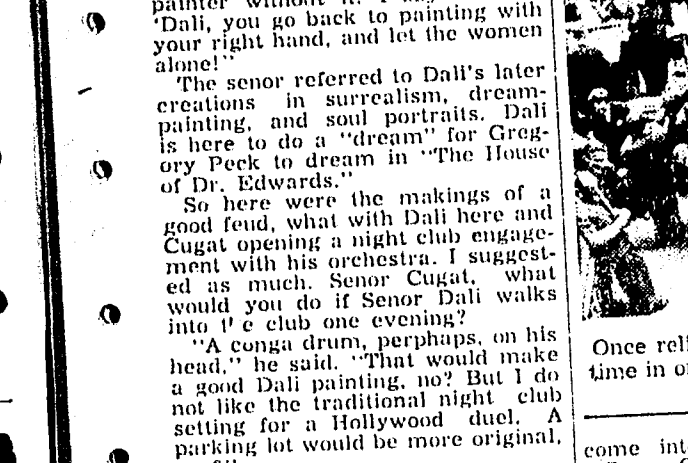 painter without
'Dali, you go back to painting with
your right hand, and let the women
alone!"
The senor referred to Dali's later
creations in surrealism, dream-
painting, and soul portraits. Dali
is here to do a "dream" for Greg-
ory Peck to dream in "The House
of Dr. Edwards."
So here were the makings of a
good feud, what with Dali here and
Cugat opening a night club engage-
ment with his orchestra. I suggest-
ed as much. Senor Cugat, what
would you do if Senor Dali walks
into the club one evening?
"A conga drum, perphaps, on his
head," he said. "That would make
a good Dali painting, no? But I do
not like the traditional night club
setting for a Hollywood duel. A
parking lot would be more original,
Once
time in
come